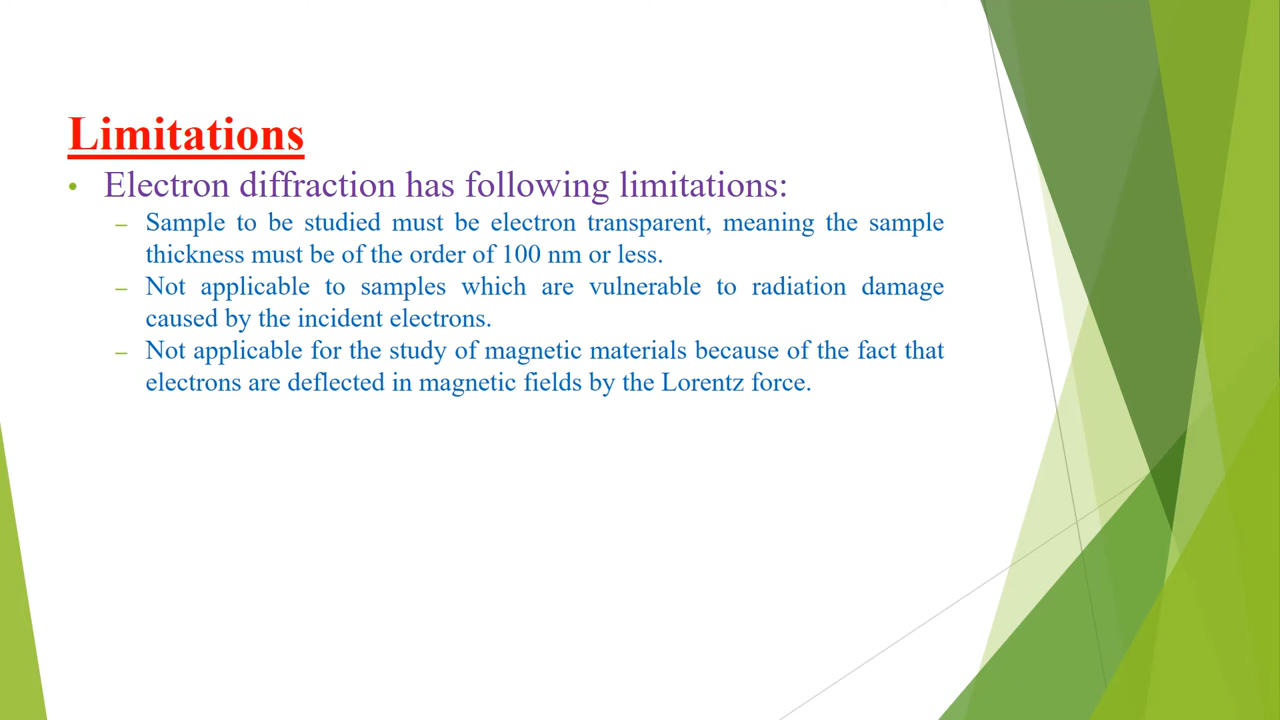 Limitations
• Electron diffraction has following limitations:
– Sample to be studied must be electron transparent, meaning the sample
thickness must be of the order of 100 nm or less.
– Not applicable to samples which are vulnerable to radiation damage
caused by the incident electrons.
– Not applicable for the study of magnetic materials because of the fact that
electrons are deflected in magnetic fields by the Lorentz force.